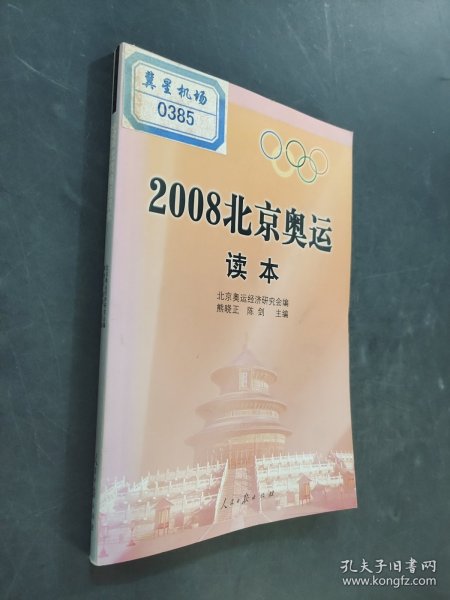 冀星机场
0385
2008北京奥运
读本
北京奥运经济研究会编
熊晓正 陈剑 主编
人民日报出版社
孔夫子旧书网
www.kongfz.com